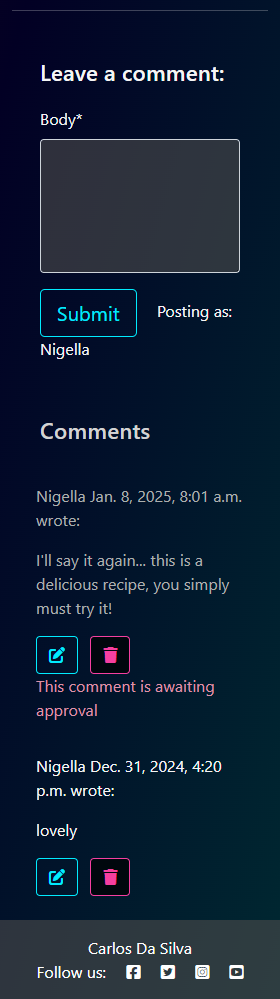 Leave a comment:
Body*
Submit Posting as:
Nigella
Comments
Nigella Jan. 8, 2025, 8:01 a.m.
wrote:
I'll say it again... this is a
delicious recipe, you simply
must try it!
This comment is awaiting
approval
Nigella Dec. 31, 2024, 4:20
p.m. wrote:
lovely
Carlos Da Silva
Follow us: